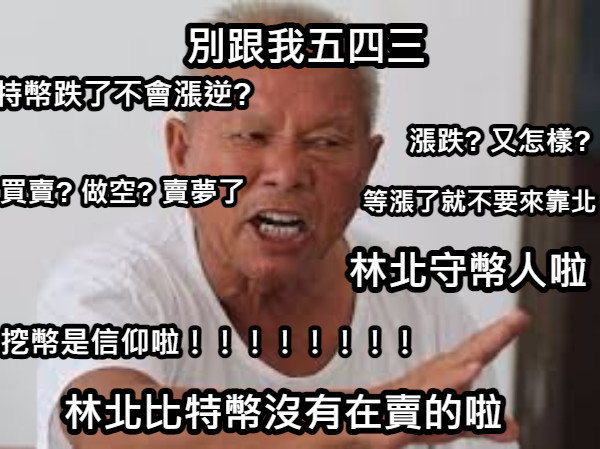 別跟我五四三
特幣跌了不會漲逆?
漲跌? 又怎樣?
買賣? 做空? 賣夢了
等漲了就不要來靠北
林北守幣人啦
挖幣是信仰啦！！！！！！！！
林北比特幣沒有在賣的啦